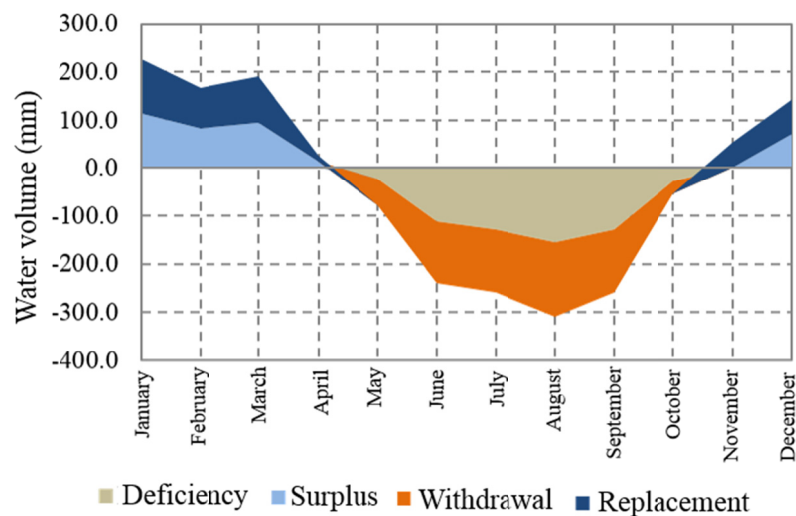 300.0
200.0
100.0
0.0
-100.0
-200.0
-300.0
-400.0
Water volume (mm)
January
February
March
April
May
June
July
August
September
October
November
December
Deficiency Surplus Withdrawal Replacement